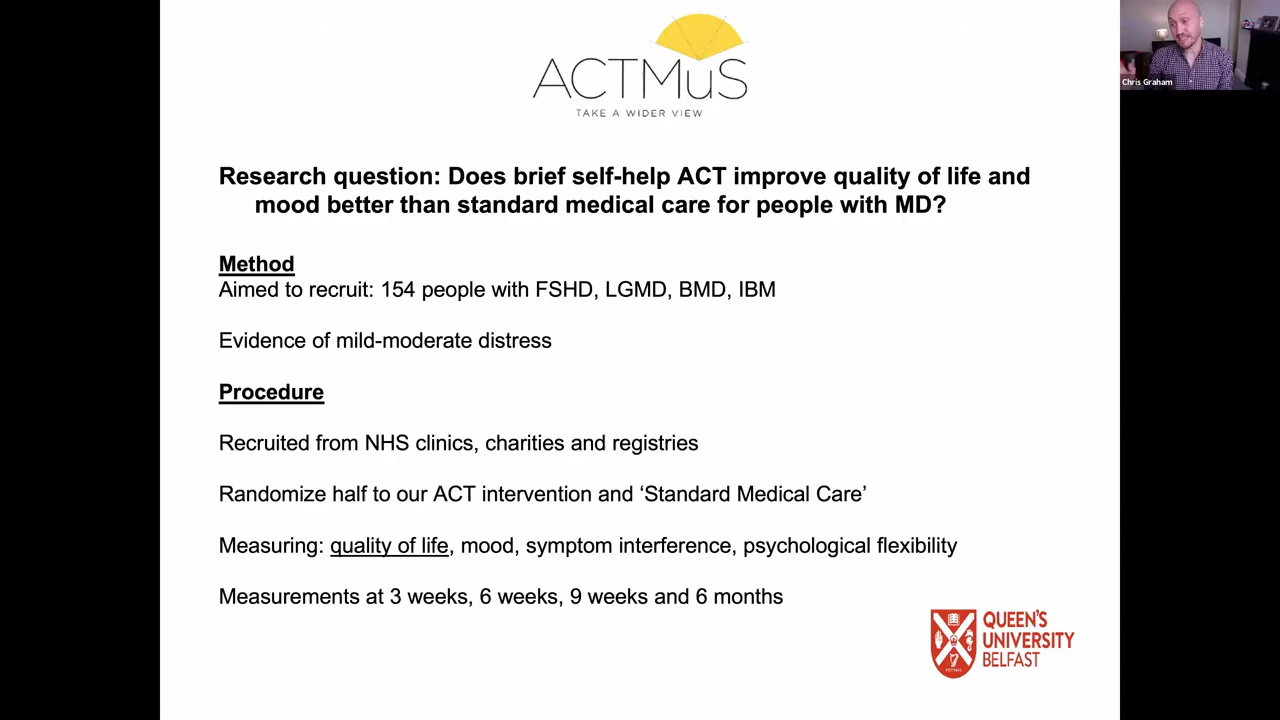 ACTMuS
TAKE A WIDER VIEW
Chris Graham
Research question: Does brief self-help ACT improve quality of life and
mood better than standard medical care for people with MD?
Method
Aimed to recruit: 154 people with FSHD, LGMD, BMD, IBM
Evidence of mild-moderate distress
Procedure
Recruited from NHS clinics, charities and registries
Randomize half to our ACT intervention and ‘Standard Medical Care’
Measuring: quality of life, mood, symptom interference, psychological flexibility
Measurements at 3 weeks, 6 weeks, 9 weeks and 6 months
QUEEN'S
UNIVERSITY
BELFAST